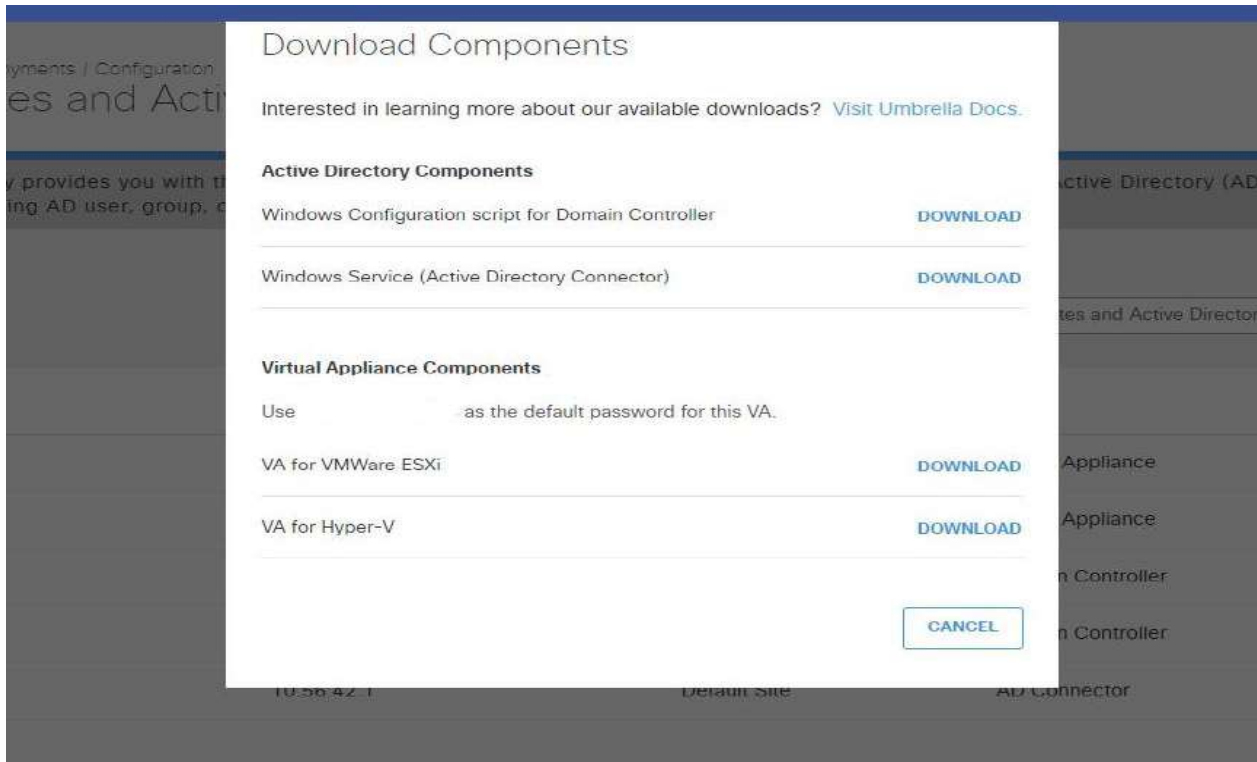 Download Components
yments / Configuration
es and Acti
Interested in learning more about our available downloads? Visit Umbrella Docs.
Active Directory Components
y provides you with th
ctive Directory (AD
ing AD user, group, c
Windows Configuration script for Domain Controller DOWNLOAD
Windows Service (Active Directory Connector) DOWNLOAD
tes and Active Director
Virtual Appliance Components
Use as the default password for this VA.
VA for VMWare ESXi DOWNLOAD
Appliance
VA for Hyper-V DOWNLOAD
Appliance
n Controller
CANCEL
n Controller
10.56.42.1 Default Site AD Connector